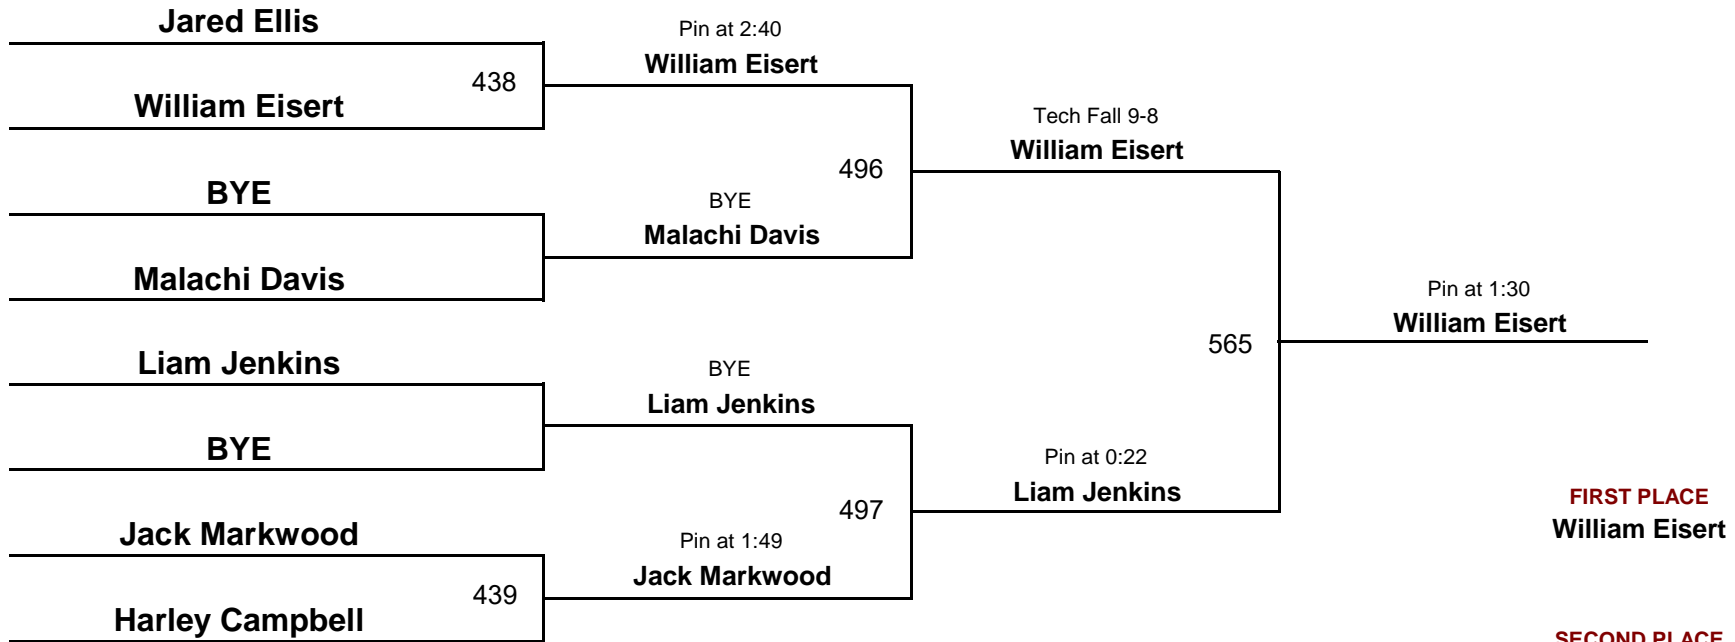 Jared Ellis
William Eisert
438
BYE
Malachi Davis
Liam Jenkins
BYE
Jack Markwood
Harley Campbell
439
Pin at 2:40
William Eisert
496
BYE
Malachi Davis
BYE
Liam Jenkins
497
Pin at 1:49
Jack Markwood
Tech Fall 9-8
William Eisert
565
Pin at 0:22
Liam Jenkins
Pin at 1:30
William Eisert
FIRST PLACE
William Eisert
SECOND PLACE